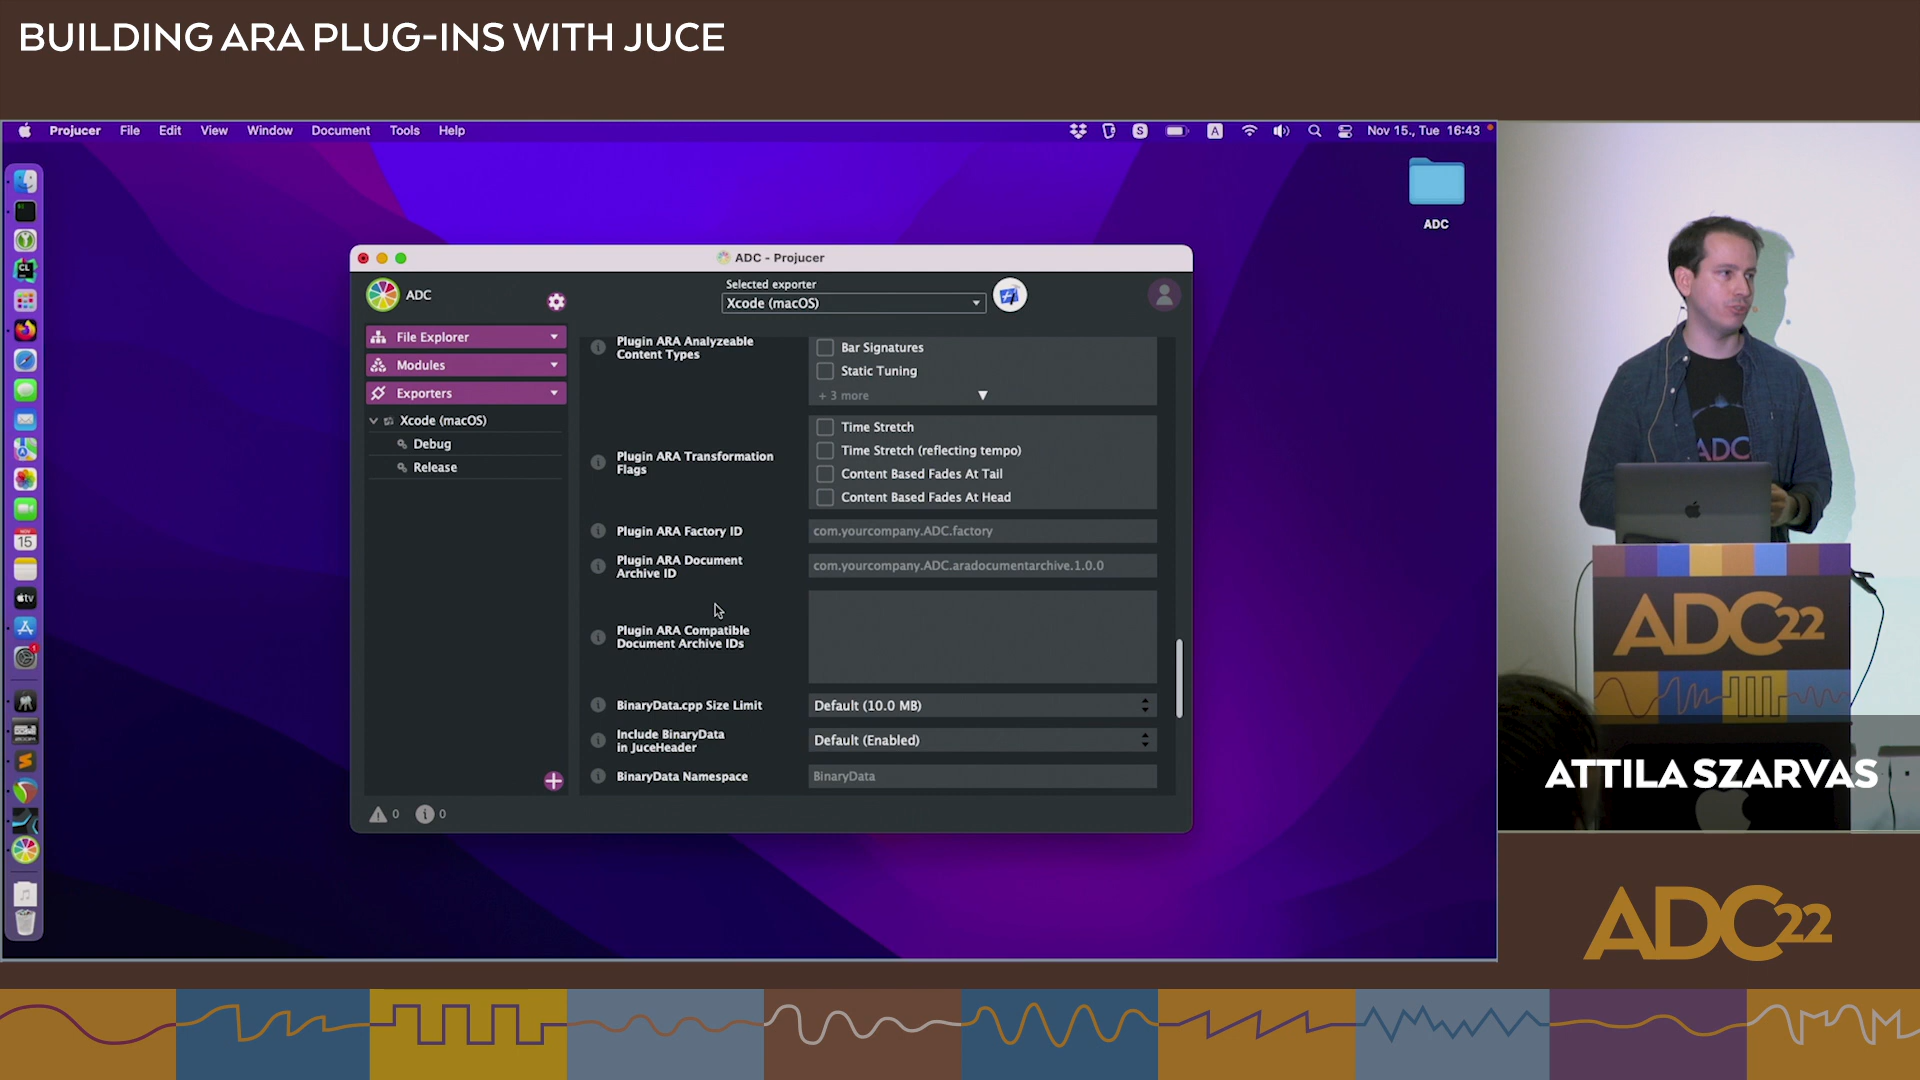 BUILDING ARA PLUG-INS WITH JUCE
Projucer File Edit View Window Document Tools Help
S
A
Nov 15., Tue 16:43
ADC
ADC - Projucer
ADC
Selected exporter
Xcode (macOS)
File Explorer
Modules
Exporters
Xcode (macOS)
Debug
Release
Plugin ARA Analyzeable
Content Types
Bar Signatures
Static Tuning
+ 3 more
Plugin ARA Transformation
Flags
Time Stretch
Time Stretch (reflecting tempo)
Content Based Fades At Tail
Content Based Fades At Head
Plugin ARA Factory ID
com.yourcompany.ADC.factory
Plugin ARA Document
Archive ID
com.yourcompany.ADC.aradocumentarchive.1.0.0
Plugin ARA Compatible
Document Archive IDs
BinaryData.cpp Size Limit
Default (10.0 MB)
Include BinaryData
in JuceHeader
Default (Enabled)
BinaryData Namespace
BinaryData
0
0
CL
15
tv
1
ADC
ADC22
ATTILA SZARVAS
ADC22